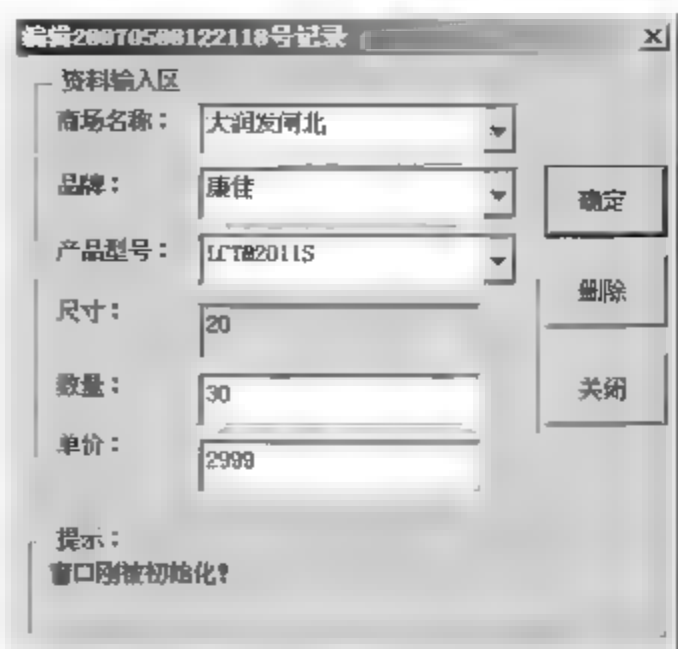 编辑20070508122118号记录
资料输入区
商场名称：
大润发河北
品牌：
康佳
确定
产品型号：
删除
尺寸：
20
数量：
30
关闭
单价：
2999
提示：
窗口刚被初始化!